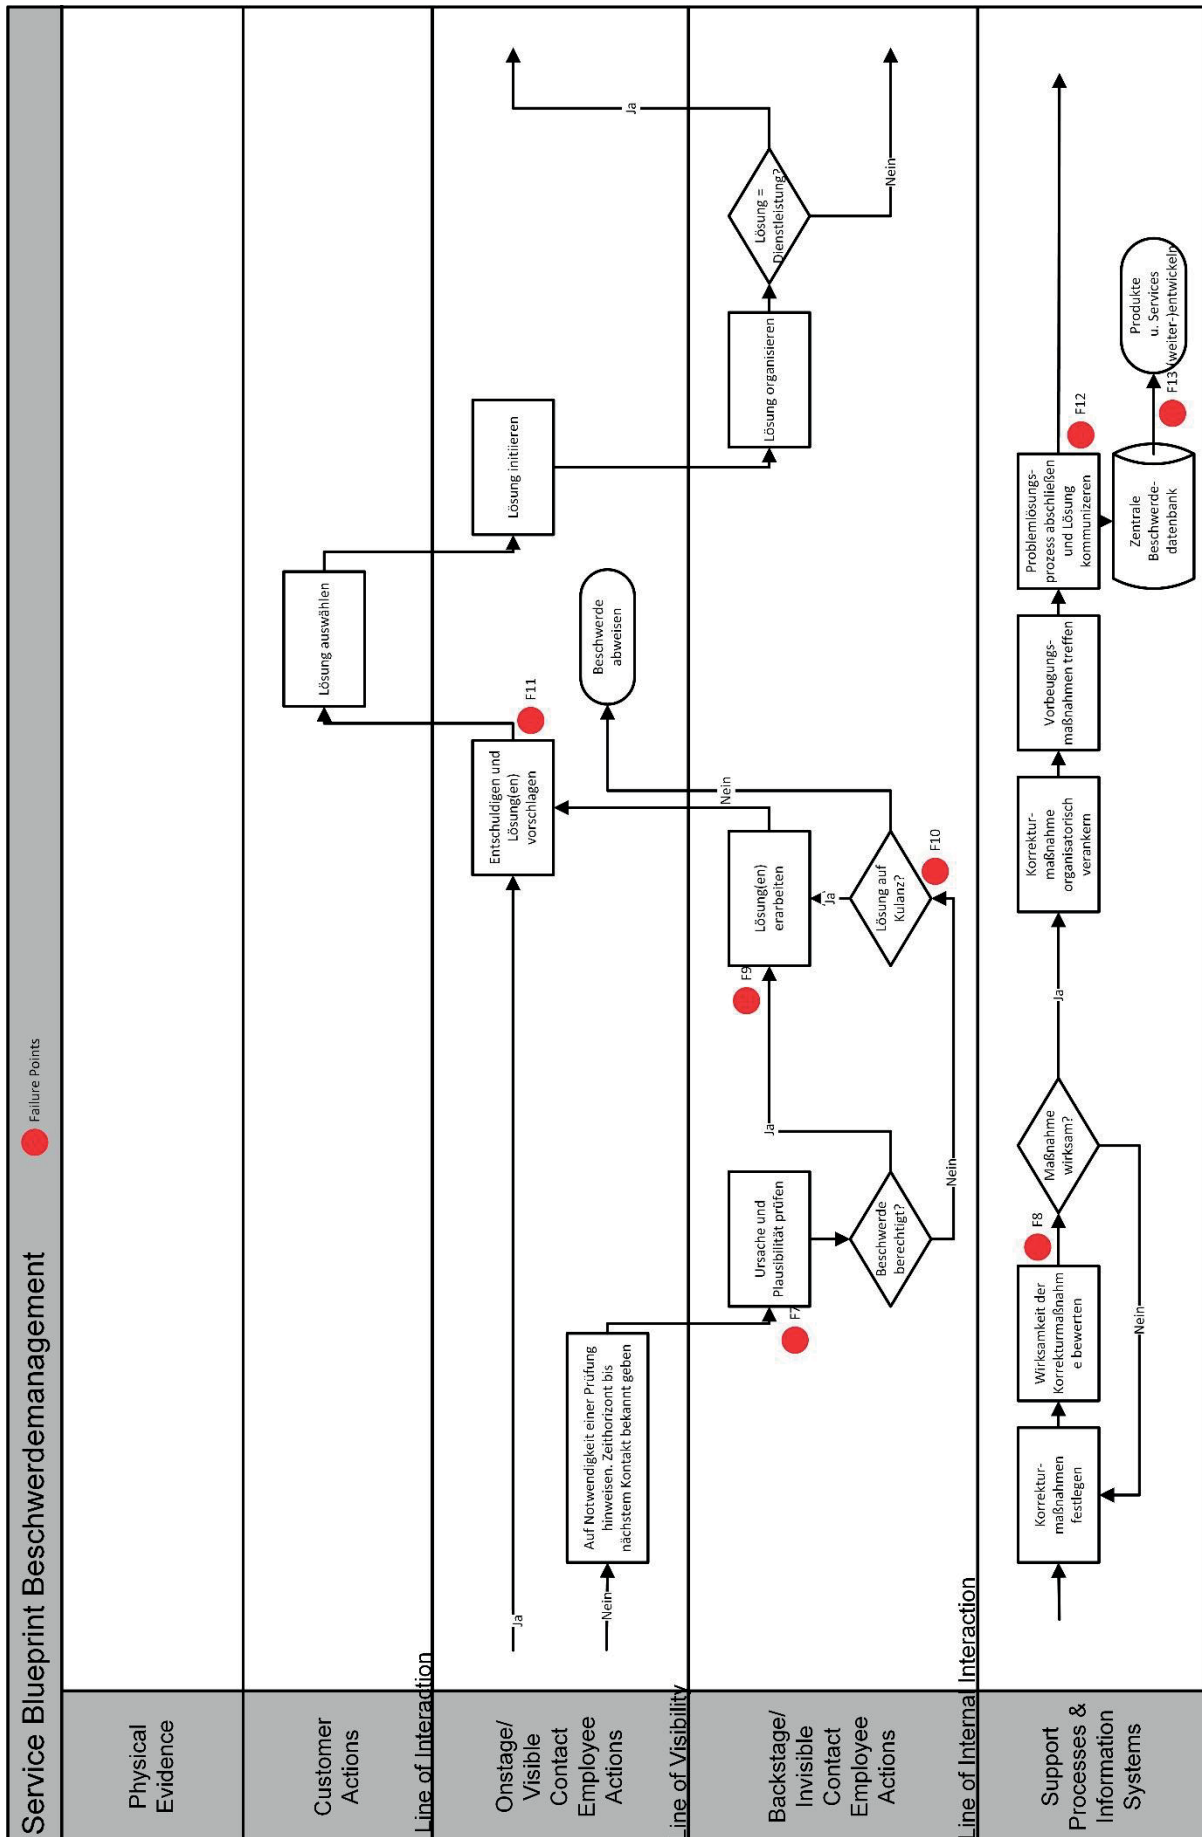 Service Blueprint Beschwerdemanagement
Failure Points
Physical
Evidence
Customer
Actions
Lösung auswählen
Line of Interaction
Onstage/
Visible
Contact
Employee
Actions
Ja
Nein
Auf Notwendigkeit einer Prüfung
hinweisen. Zeithorizont bis
nächstem Kontakt bekannt geben
Entschuldigen und
Lösung(en)
vorschlagen
F11
Beschwerde
abweisen
Lösung initiieren
Ja
Line of Visibility
Backstage/
Invisible
Contact
Employee
Actions
F7
Ursache und
Plausibilität prüfen
Beschwerde
berechtigt?
Ja
Nein
F9
Lösung(en)
erarbeiten
Ja
Lösung auf
Kulanz?
F10
Nein
Lösung organisieren
Lösung =
Dienstleistung?
Nein
Line of Internal Interaction
Support
Processes &
Information
Systems
Korrektur-
maßnahmen
festlegen
Wirksamkeit der
Korrekturmaßnahm
e bewerten
F8
Maßnahme
wirksam?
Nein
Ja
Korrektur-
maßnahme
organisatorisch
verankern
Vorbeugungs-
maßnahmen treffen
Problemlösungs-
prozess abschließen
und Lösung
kommunizeren
F12
Zentrale
Beschwerde-
datenbank
F13
Produkte
u. Services
(weiter-)entwickeln